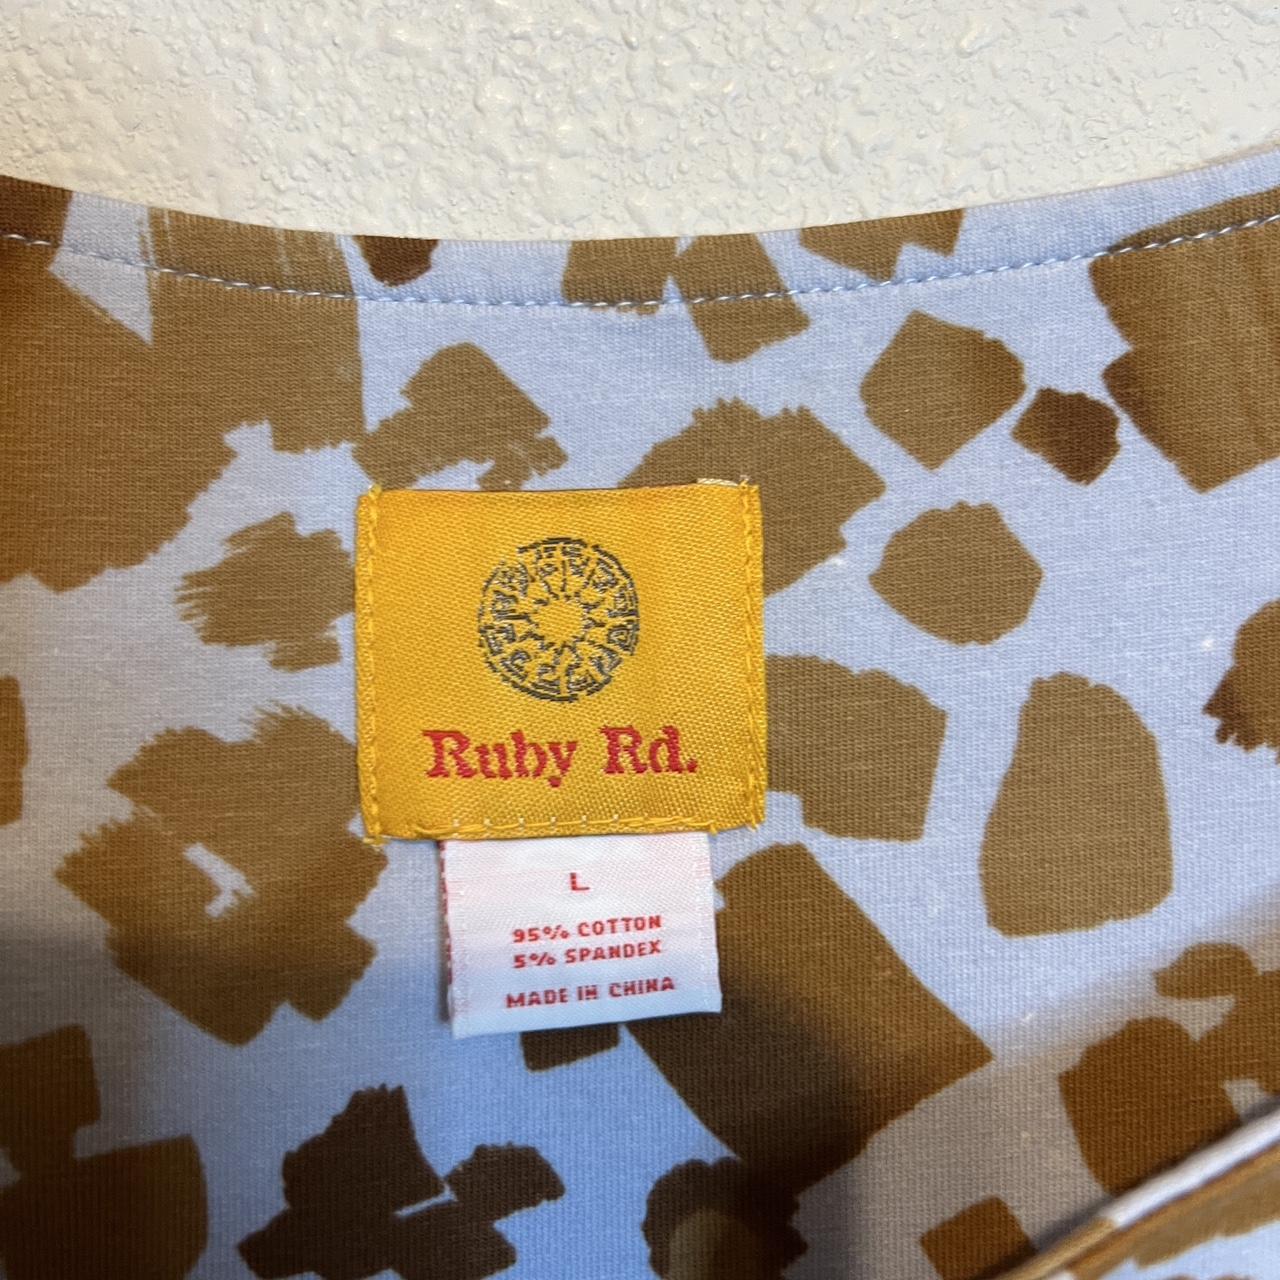 Ruby Rd.
L
95% COTTON
5% SPANDEX
MADE IN CHINA